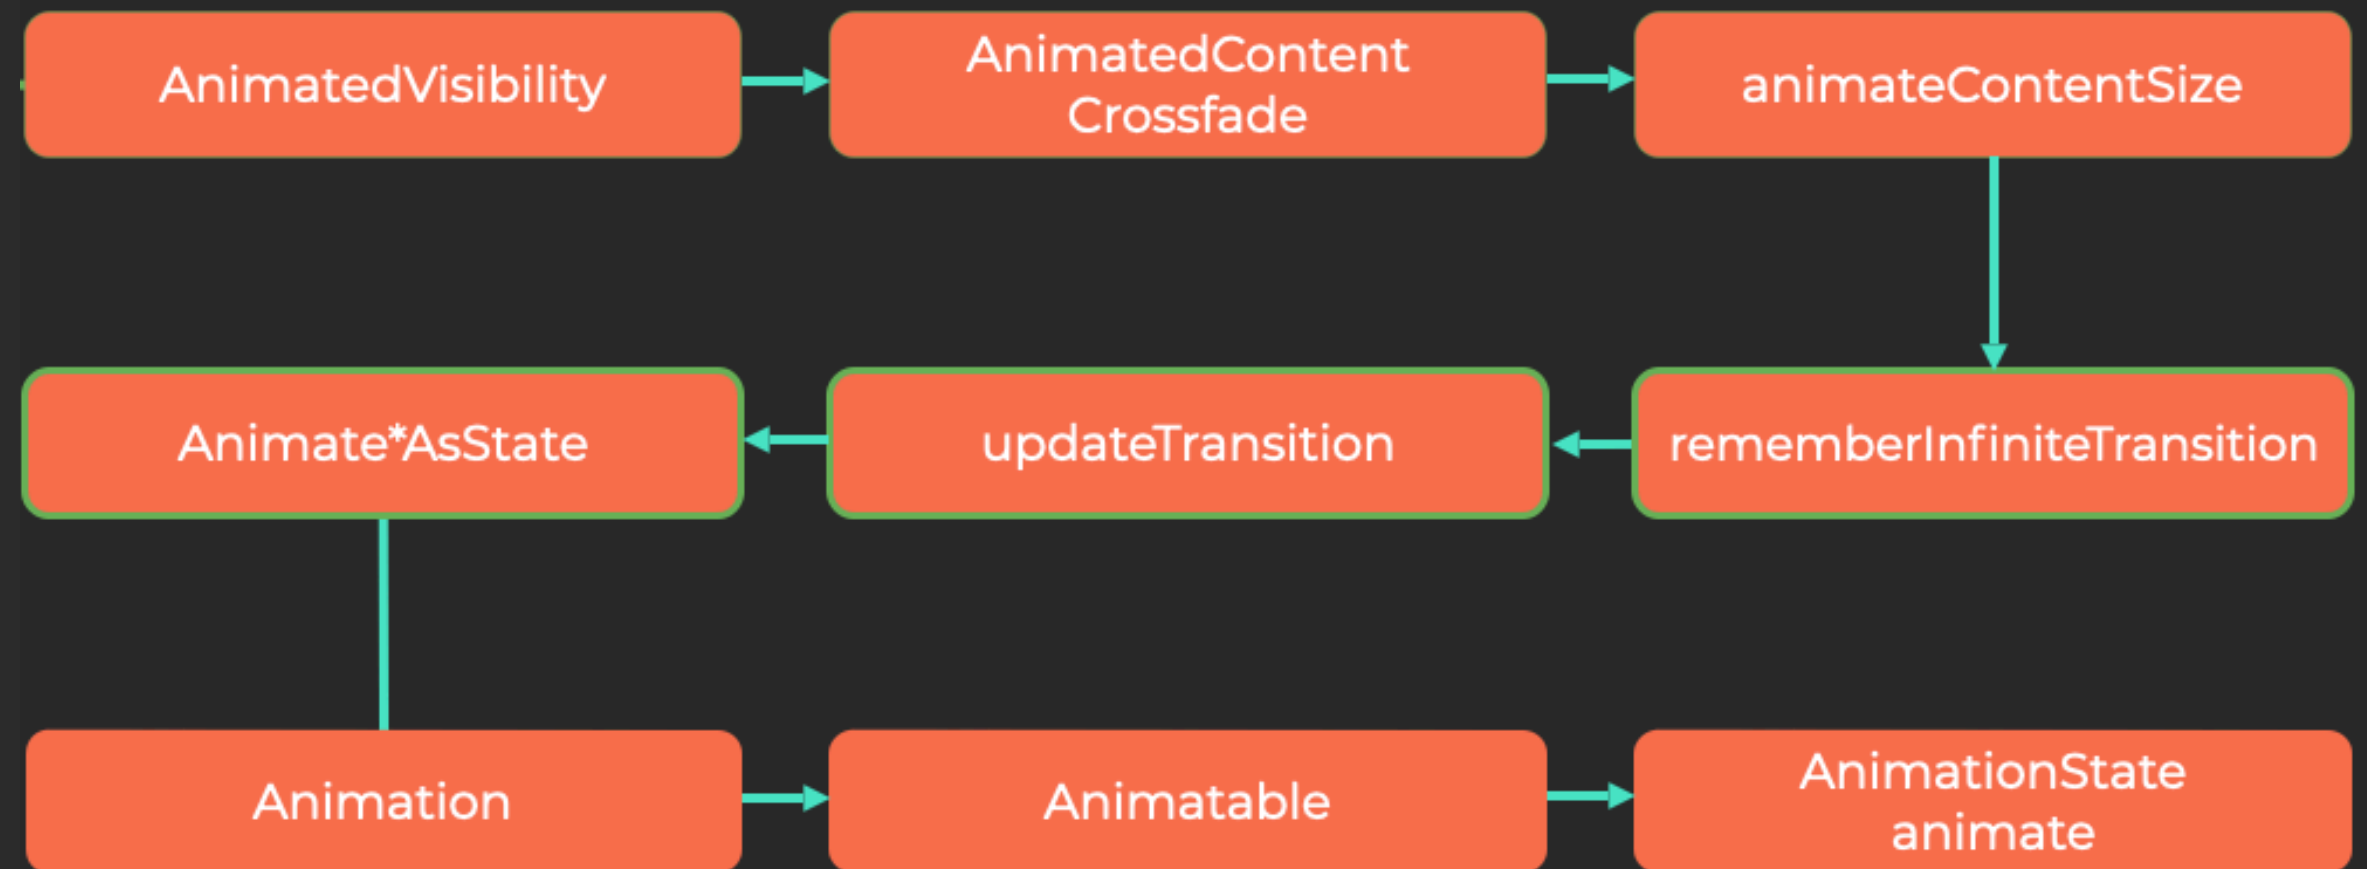 AnimatedVisibility
AnimatedContent
Crossfade
animateContentSize
Animate*AsState
updateTransition
rememberInfiniteTransition
Animation
Animatable
AnimationState
animate